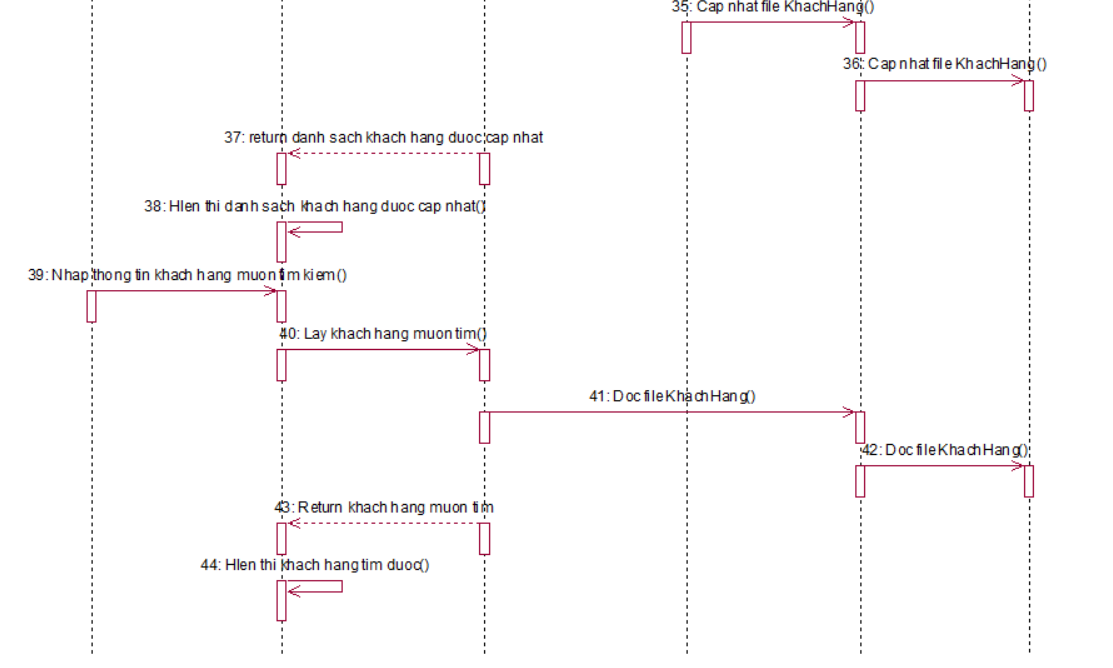 35: Cap nhat file KhachHang()
36: Cap nhat file KhachHang()
37: return danh sach khach hang duoc cap nhat
38: HIen thi danh sach khach hang duoc cap nhat()
39: Nhap thong tin khach hang muon tim kiem()
40: Lay khach hang muon tim()
41: Doc file KhachHang()
42: Doc file KhachHang()
43: Return khach hang muon tim
44: HIen thi khach hang tim duoc()